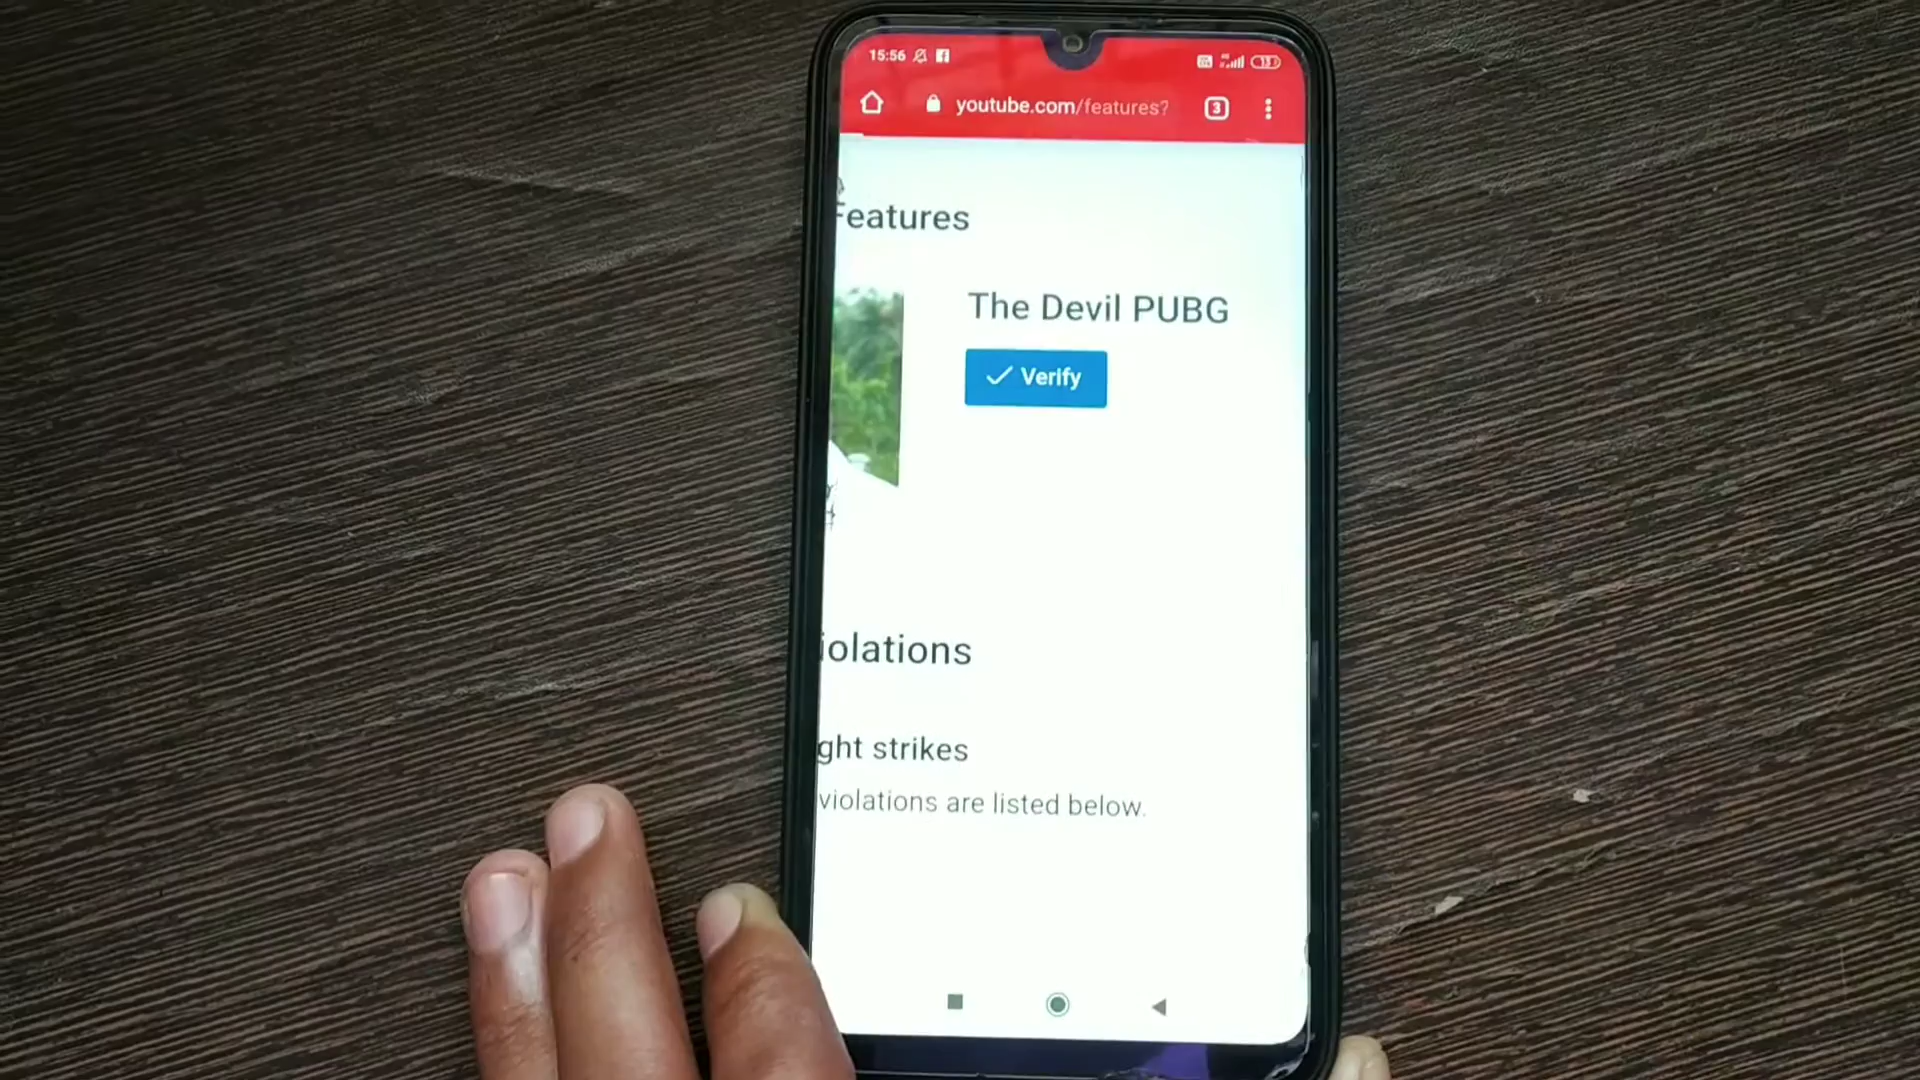 15:56
youtube.com/features?
3
Features
The Devil PUBG
Verify
iolations
ght strikes
violations are listed below.